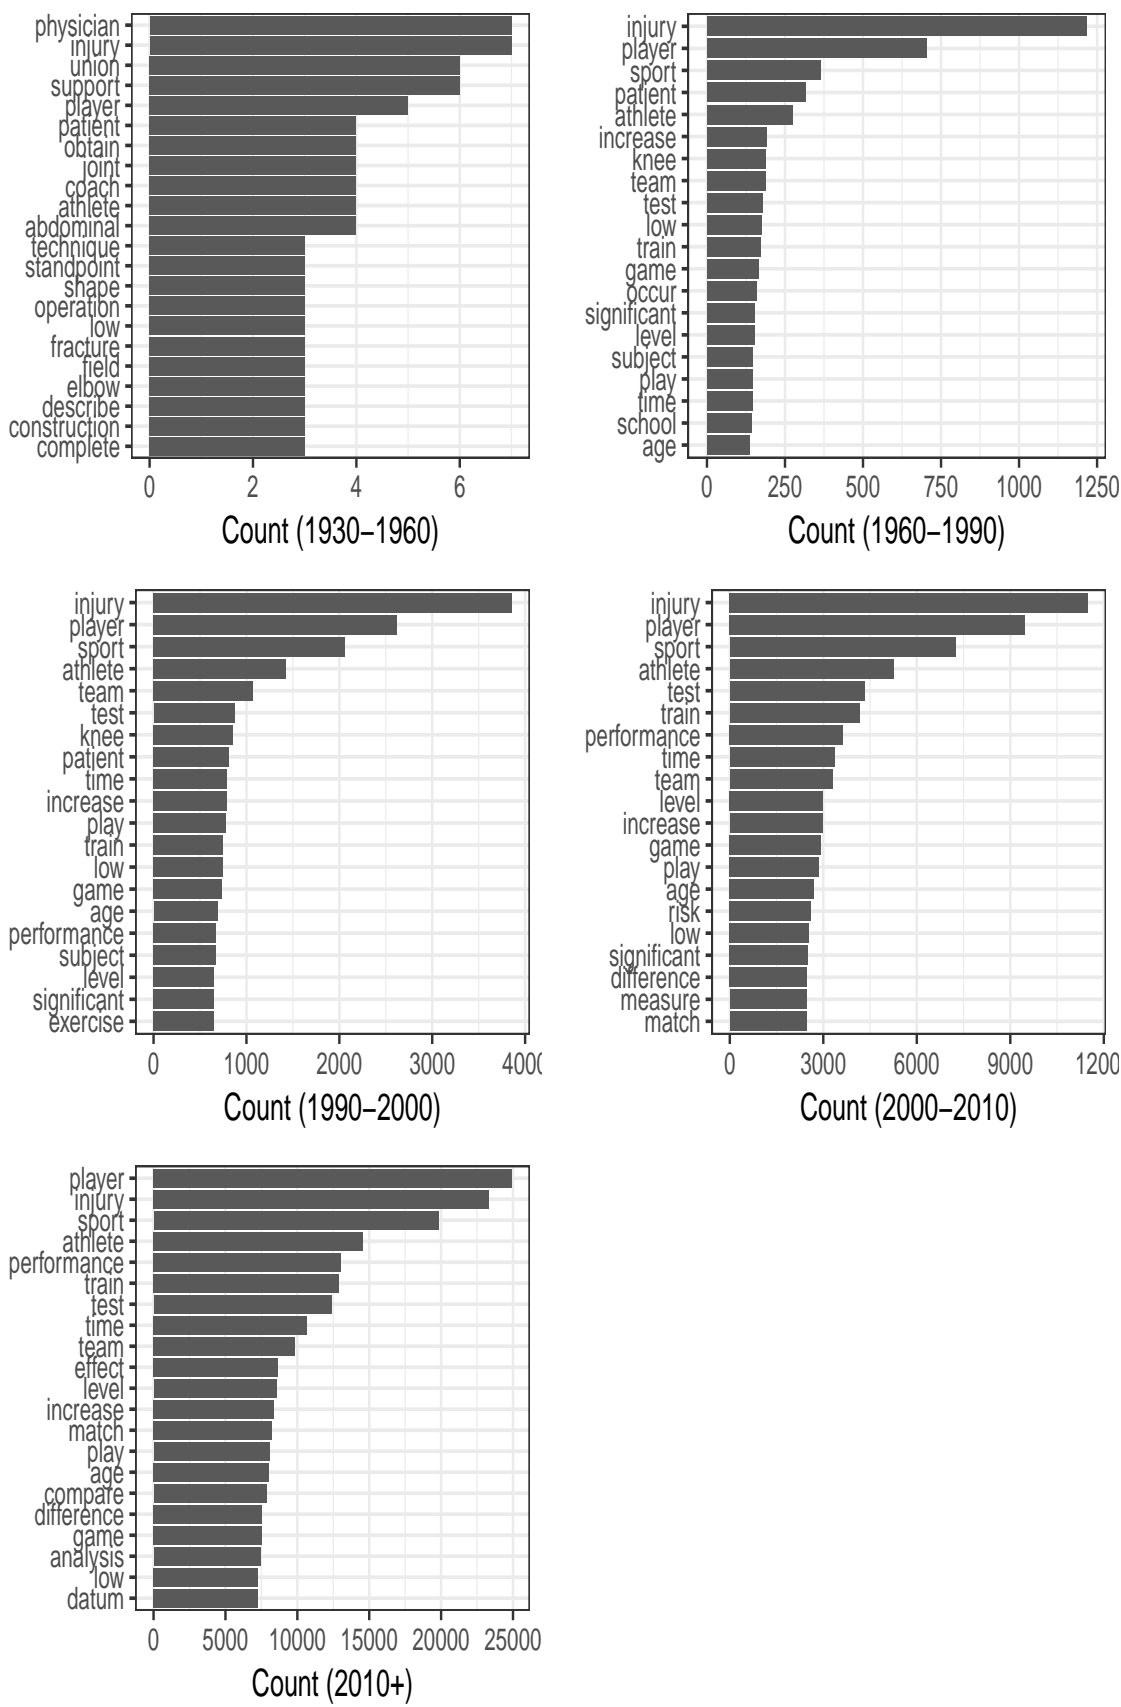 physician
injury
union
support
player
patient
obtain
joint
coach
athlete
abdominal
technique
standpoint
shape
operation
low
fracture
field
elbow
describe
construction
complete
0 2 4 6
Count (1930–1960)
injury
player
sport
patient
athlete
increase
knee
team
test
low
train
game
occur
significant
level
subject
play
time
school
age
0 250 500 750 1000 1250
Count (1960–1990)
injury
player
sport
athlete
team
test
knee
patient
time
increase
play
train
low
game
age
performance
subject
level
significant
exercise
0 1000 2000 3000 4000
Count (1990–2000)
injury
player
sport
athlete
test
train
performance
time
team
level
increase
game
play
age
risk
low
significant
difference
measure
match
0 3000 6000 9000 1200
Count (2000–2010)
player
injury
sport
athlete
performance
train
test
time
team
effect
level
increase
match
play
age
compare
difference
game
analysis
low
datum
0 5000 10000 15000 20000 25000
Count (2010+)